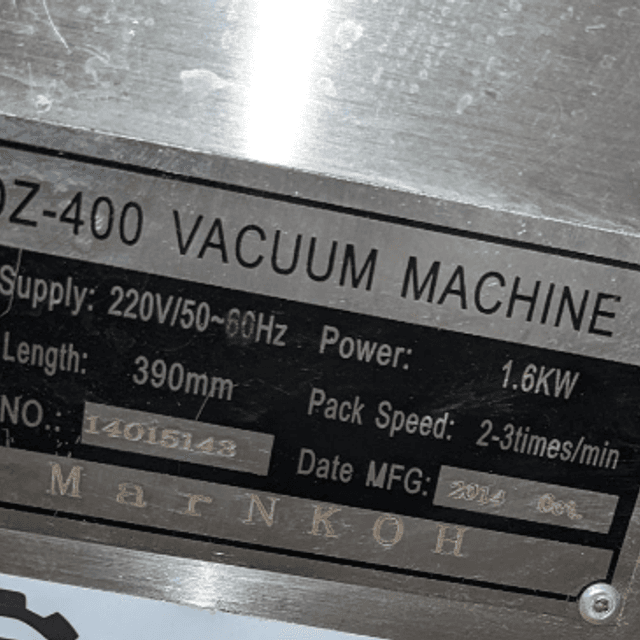 DZ-400 VACUUM MACHINE
Supply: 220V/50~60Hz Power: 1.6KW
Length: 390mm Pack Speed: 2-3times/min
NO.: 14015143 Date MFG: 2014 Oct.
MarNKOH